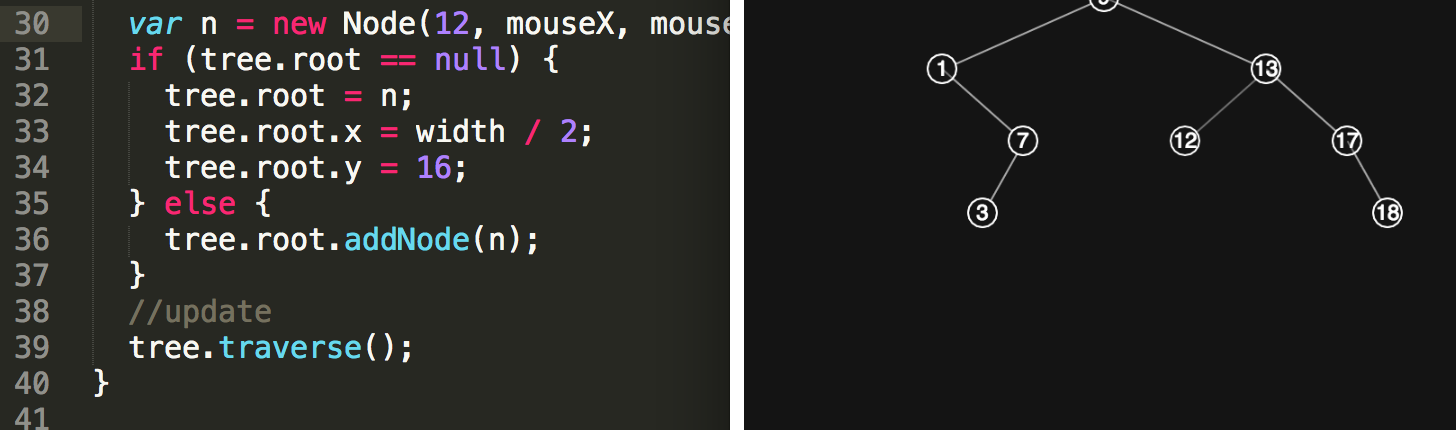 30 var n = new Node(12, mouseX, mouse
31 if (tree.root == null) {
32 tree.root = n;
33 tree.root.x = width / 2;
34 tree.root.y = 16;
35 } else {
36 tree.root.addNode(n);
37 }
38 //update
39 tree.traverse();
40 }
41
1 13
7 12 17
3 18